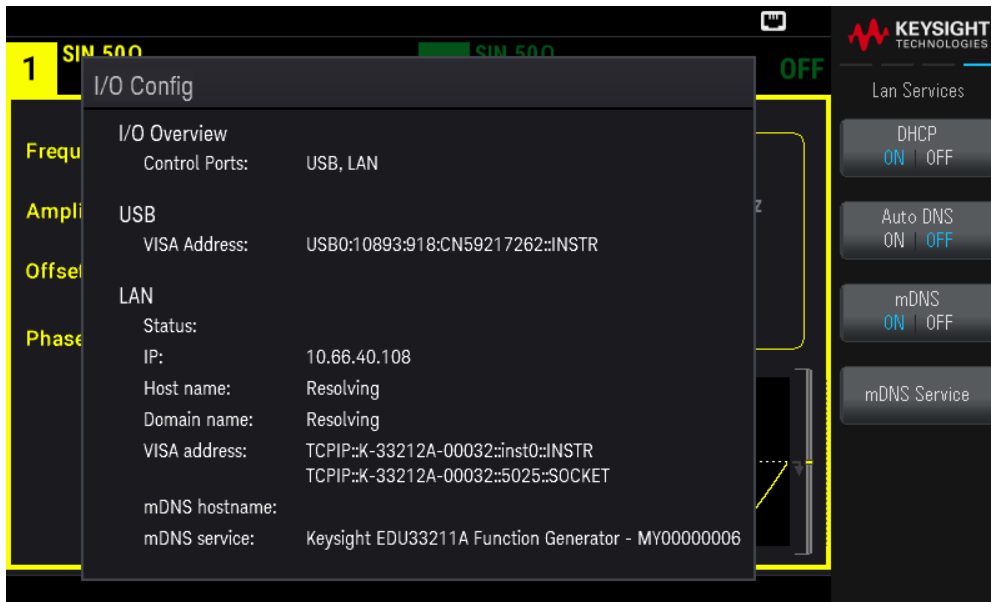 KEYSIGHT
TECHNOLOGIES
1
SIN 50Ω
SIN 50Ω
OFF
I/O Config
I/O Overview
Control Ports: USB, LAN
USB
VISA Address: USB0:10893:918:CN59217262::INSTR
LAN
Status:
IP: 10.66.40.108
Host name: Resolving
Domain name: Resolving
VISA address: TCPIP::K-33212A-00032::inst0::INSTR
TCPIP::K-33212A-00032::5025::SOCKET
mDNS hostname:
mDNS service: Keysight EDU33211A Function Generator - MY00000006
Frequ
Ampli
z
Offset
Phase
Lan Services
DHCP
ON | OFF
Auto DNS
ON | OFF
mDNS
ON | OFF
mDNS Service